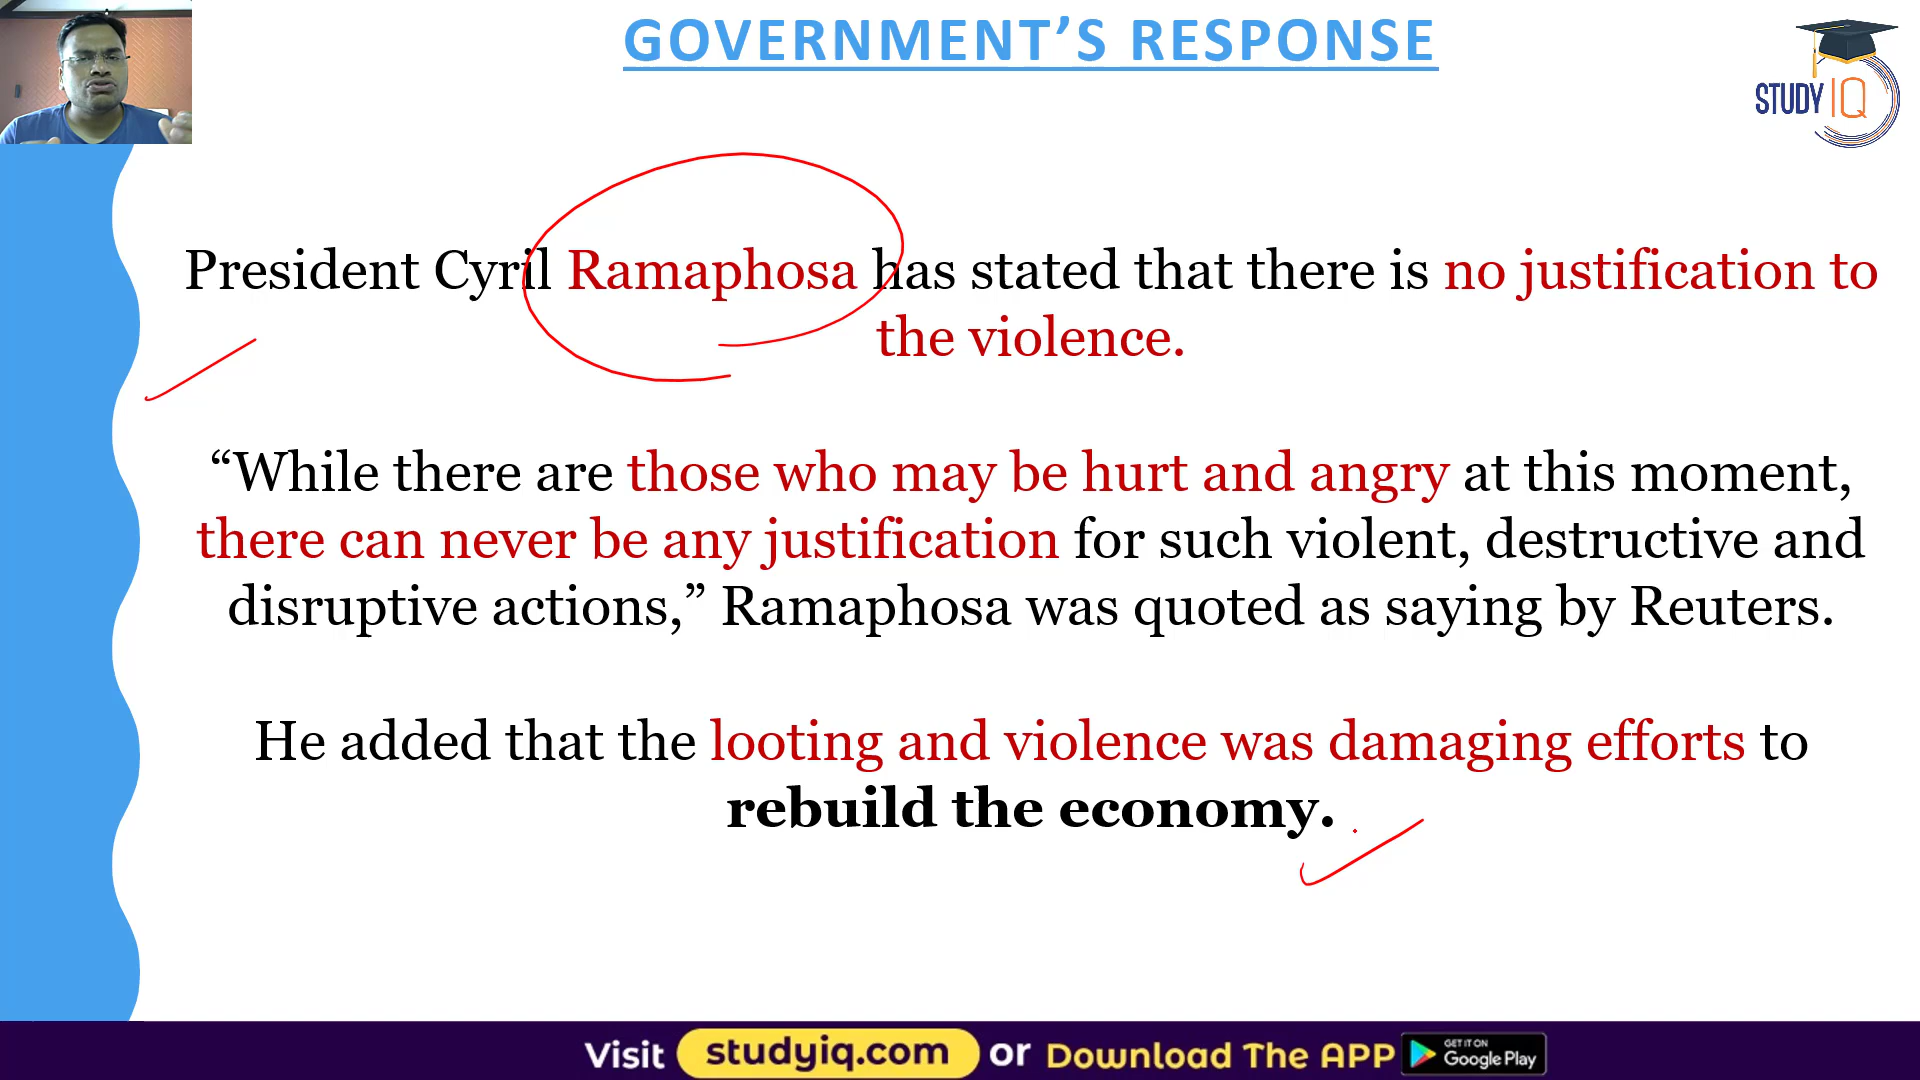 GOVERNMENT’S RESPONSE
STUDY IQ
President Cyril Ramaphosa has stated that there is no justification to
the violence.
“While there are those who may be hurt and angry at this moment,
there can never be any justification for such violent, destructive and
disruptive actions,” Ramaphosa was quoted as saying by Reuters.
He added that the looting and violence was damaging efforts to
rebuild the economy.
Visit studyiq.com or Download The APP GET IT ON Google Play